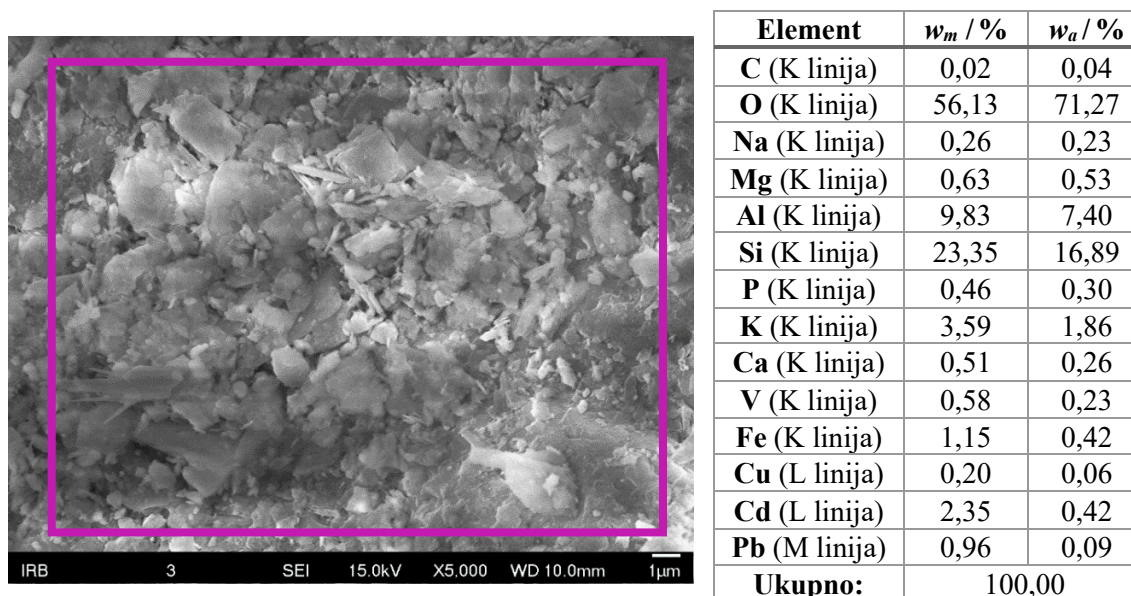 IRB 3 SEI 15.0kV X5,000 WD 10.0mm 1μm
Element w_m / % w_a / %
C (K linija) 0,02 0,04
O (K linija) 56,13 71,27
Na (K linija) 0,26 0,23
Mg (K linija) 0,63 0,53
Al (K linija) 9,83 7,40
Si (K linija) 23,35 16,89
P (K linija) 0,46 0,30
K (K linija) 3,59 1,86
Ca (K linija) 0,51 0,26
V (K linija) 0,58 0,23
Fe (K linija) 1,15 0,42
Cu (L linija) 0,20 0,06
Cd (L linija) 2,35 0,42
Pb (M linija) 0,96 0,09
Ukupno: 100,00